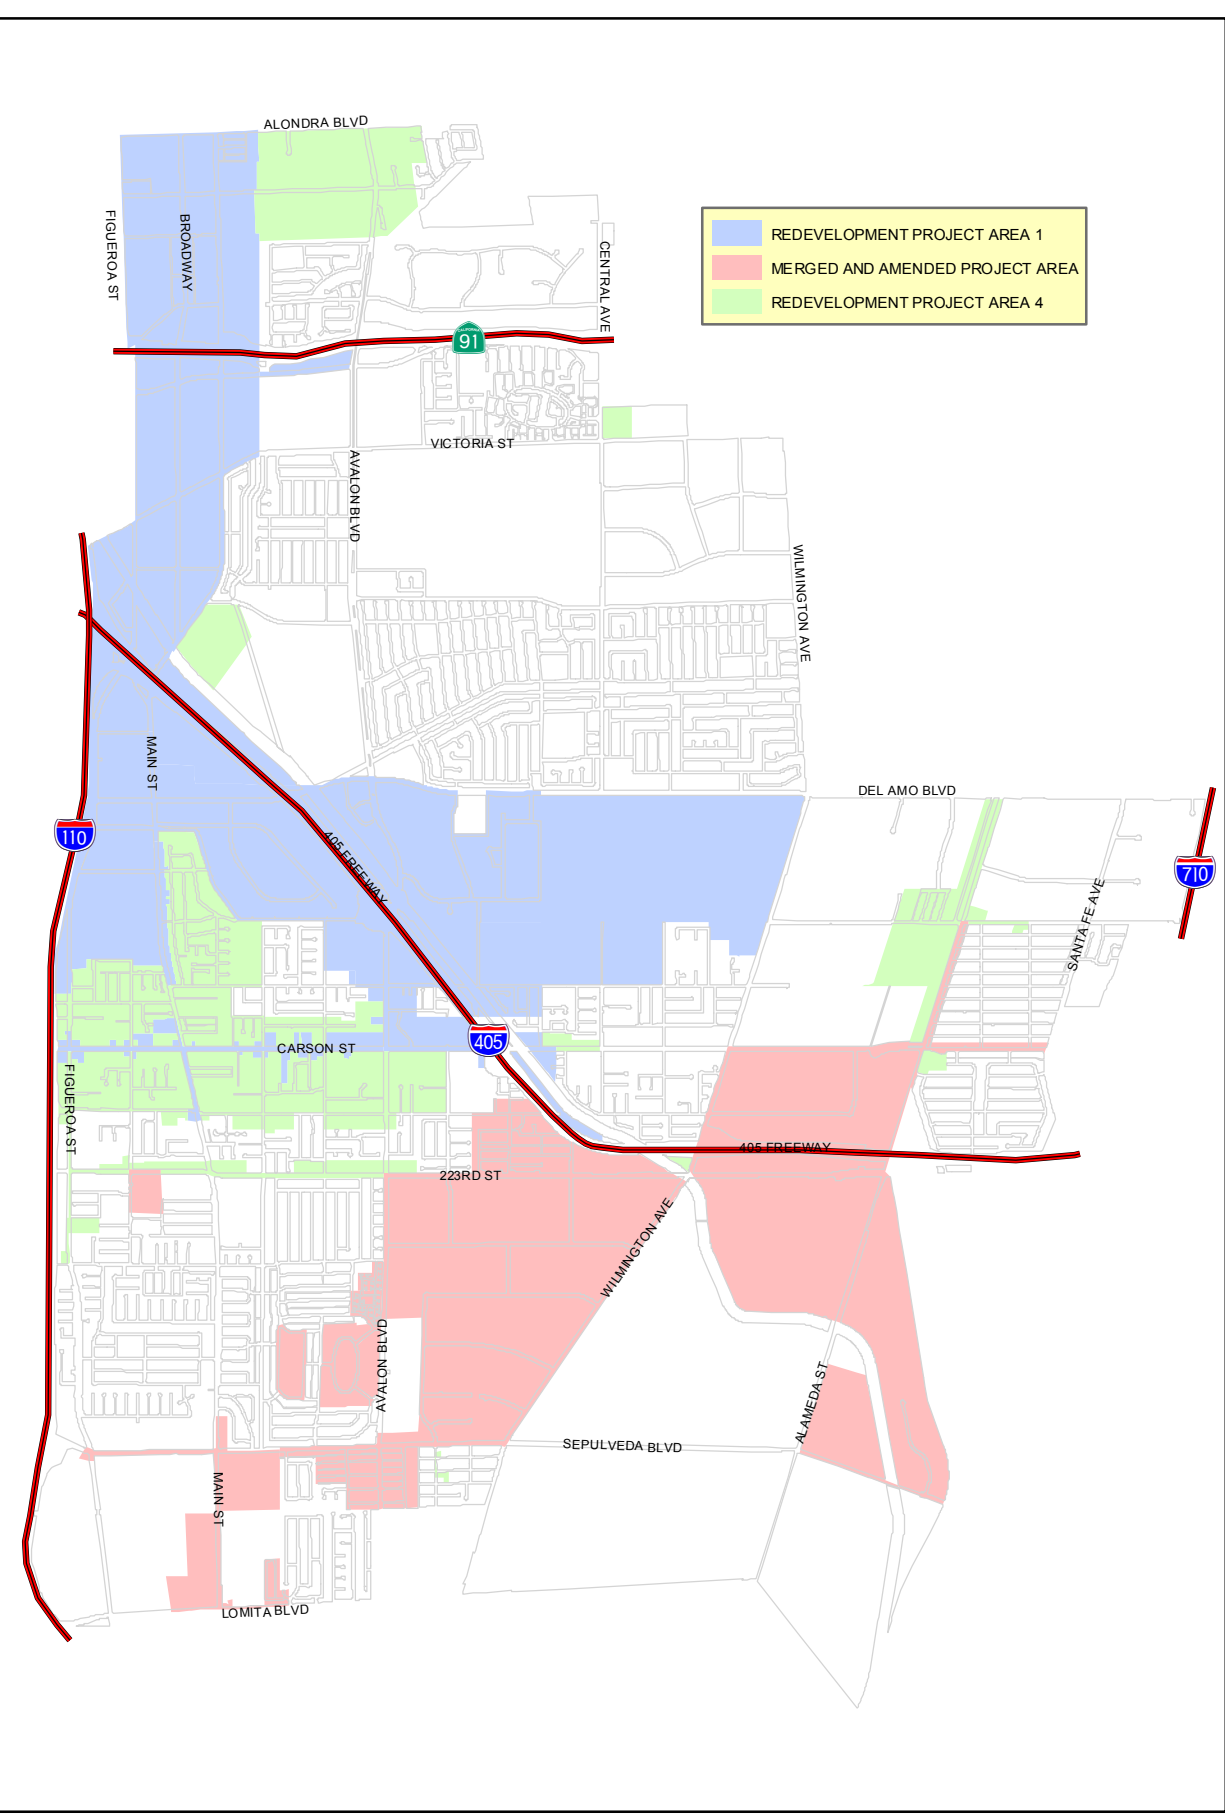 ALONDRA BLVD
FIGUEROA ST
BROADWAY
CENTRAL AVE
REDEVELOPMENT PROJECT AREA 1
MERGED AND AMENDED PROJECT AREA
REDEVELOPMENT PROJECT AREA 4
CALIFORNIA
91
VICTORIA ST
AVALON BLVD
WILMINGTON AVE
MAIN ST
DEL AMO BLVD
110
405 FREEWAY
710
SANTA FE AVE
405
CARSON ST
FIGUEROA ST
405 FREEWAY
223RD ST
WILMINGTON AVE
AVALON BLVD
ALAMEDA ST
SEPULVEDA BLVD
MAIN ST
LOMITA BLVD